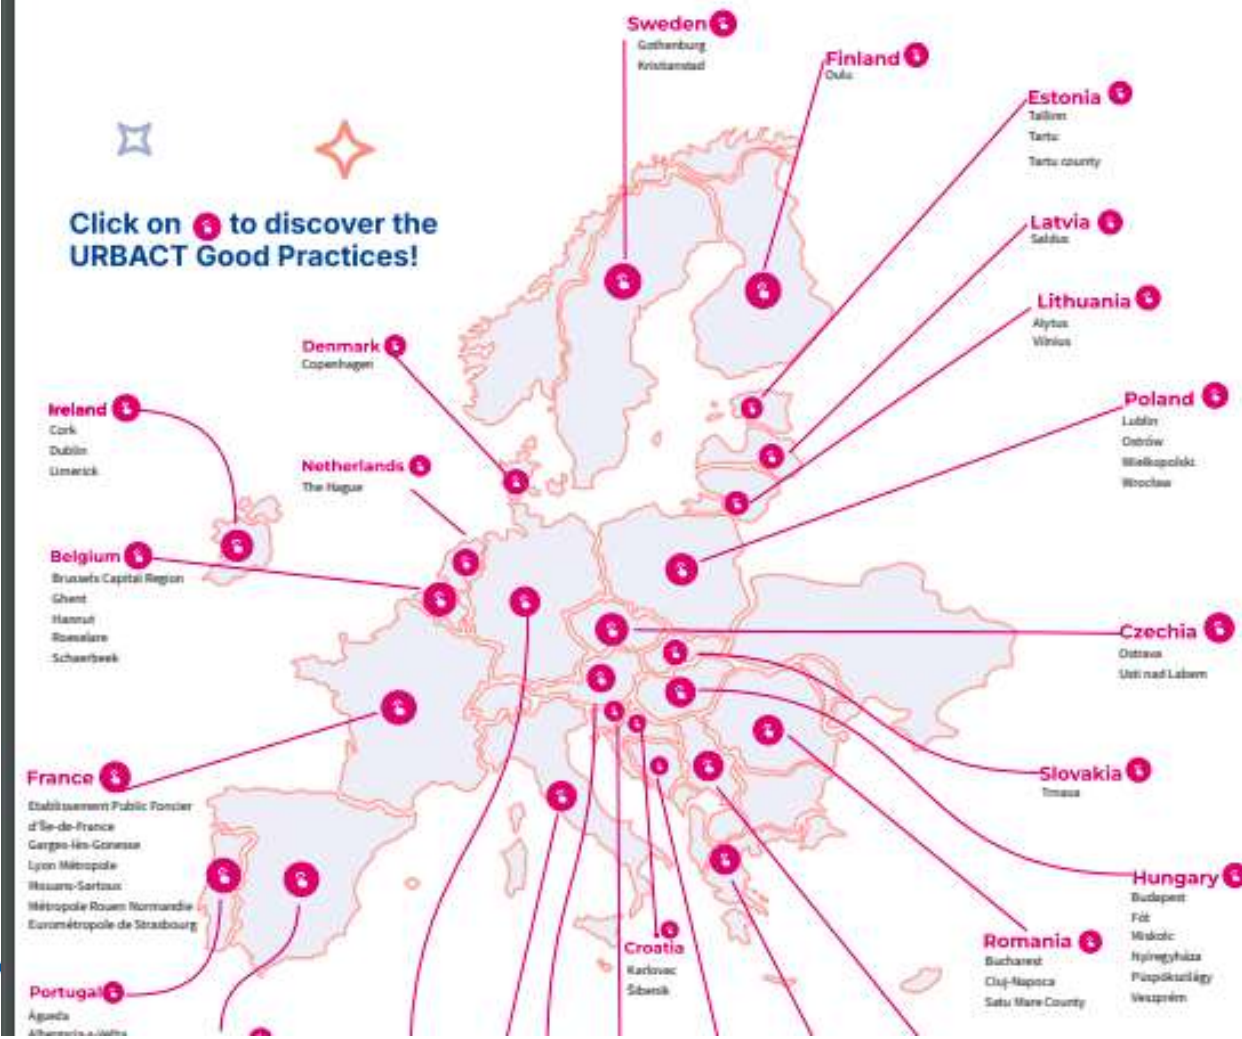 Sweden
Gothenburg
Kristianstad
Finland
Oulu
Estonia
Tallinn
Tartu
Tartu county
Click on to discover the
URBACT Good Practices!
Latvia
Saldus
Lithuania
Alytus
Vilnius
Denmark
Copenhagen
Ireland
Cork
Dublin
Limerick
Netherlands
The Hague
Poland
Lublin
Ostrów
Wielkopolski
Wrocław
Belgium
Brussels Capital Region
Ghent
Hannut
Roeselare
Schaerbeek
Czechia
Ostrava
Usti nad Labem
France
Etablissement Public Foncier
d'Île-de-France
Garges-lès-Gonesse
Lyon Métropole
Mouans-Sartoux
Métropole Rouen Normandie
Eurométropole de Strasbourg
Slovakia
Trnava
Hungary
Budapest
Fót
Miskolc
Nyíregyháza
Püspökszilágy
Veszprém
Croatia
Karlovac
Šibenik
Romania
Bucharest
Cluj-Napoca
Satu Mare County
Portugal
Águeda
Albergaria-a-Velha